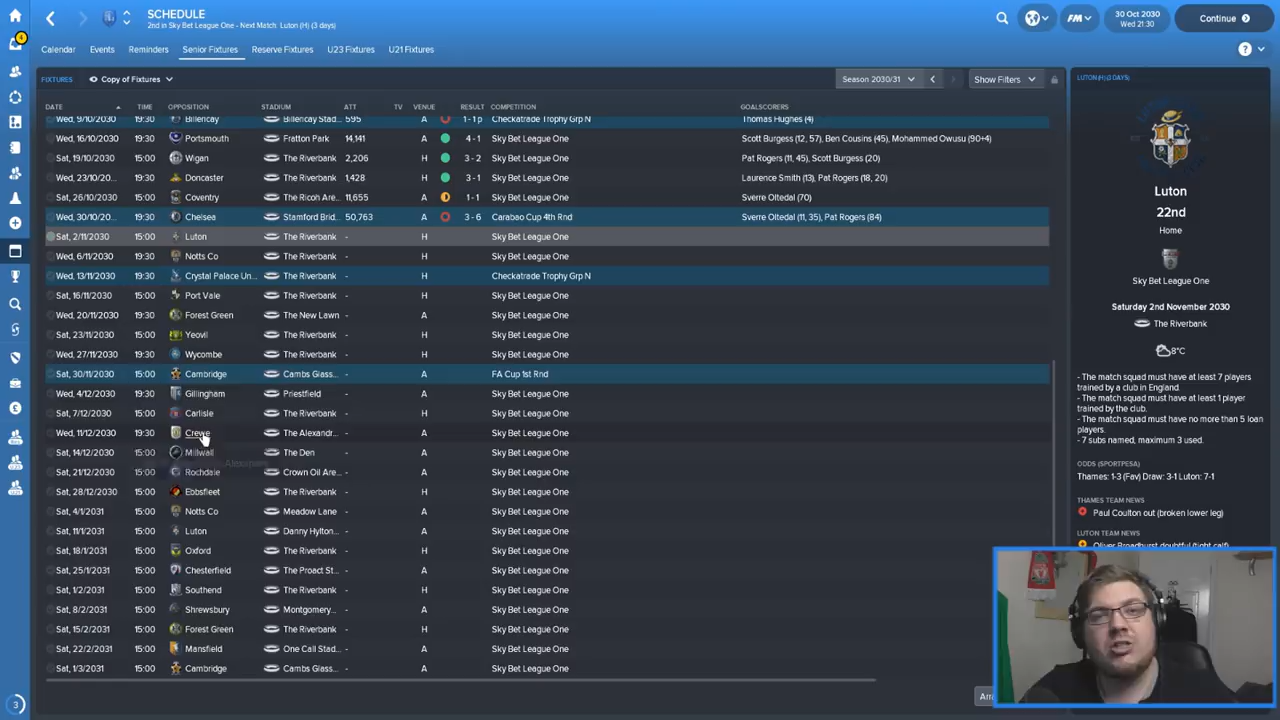 SCHEDULE
2nd in Sky Bet League One - Next Match: Luton (H) (3 days)
30 Oct 2030
Wed 21:30
FM
Continue
4
Calendar Events Reminders Senior Fixtures Reserve Fixtures U23 Fixtures U21 Fixtures
?
FIXTURES Copy of Fixtures Season 2030/31 Show Filters
DATE TIME OPPOSITION STADIUM ATT TV VENUE RESULT COMPETITION GOALSCORERS
Wed, 9/10/2030 19:30 Billericay Billericay Stad... 595 A 1-1 p Checkatrade Trophy Grp N Thomas Hughes (4)
Wed, 16/10/2030 19:30 Portsmouth Fratton Park 14,141 A 4-1 Sky Bet League One Scott Burgess (12, 57), Ben Cousins (45), Mohammed Owusu (90+4)
Sat, 19/10/2030 15:00 Wigan The Riverbank 2,206 H 3 - 2 Sky Bet League One Pat Rogers (11, 45), Scott Burgess (20)
Wed, 23/10/20... 19:30 Doncaster The Riverbank 1,428 H 3 - 1 Sky Bet League One Laurence Smith (13), Pat Rogers (18, 20)
Sat, 26/10/2030 15:00 Coventry The Ricoh Are... 11,655 A 1-1 Sky Bet League One Sverre Oltedal (70)
Wed, 30/10/20... 19:30 Chelsea Stamford Brid... 50,763 A 3 - 6 Carabao Cup 4th Rnd Sverre Oltedal (11, 35), Pat Rogers (84)
Sat, 2/11/2030 15:00 Luton The Riverbank - H Sky Bet League One
Wed, 6/11/2030 19:30 Notts Co The Riverbank - H Sky Bet League One
Wed, 13/11/2030 19:30 Crystal Palace Un... The Riverbank - H Checkatrade Trophy Grp N
Sat, 16/11/2030 15:00 Port Vale The Riverbank - H Sky Bet League One
Wed, 20/11/2030 19:30 Forest Green The New Lawn - A Sky Bet League One
Sat, 23/11/2030 15:00 Yeovil The Riverbank - H Sky Bet League One
Wed, 27/11/2030 19:30 Wycombe The Riverbank - H Sky Bet League One
Sat, 30/11/2030 15:00 Cambridge Cambs Glass... - A FA Cup 1st Rnd
Wed, 4/12/2030 19:30 Gillingham Priestfield - A Sky Bet League One
Sat, 7/12/2030 15:00 Carlisle The Riverbank - H Sky Bet League One
Wed, 11/12/2030 19:30 Crewe The Alexandr... - A Sky Bet League One
Sat, 14/12/2030 15:00 Millwall The Den - A Sky Bet League One
Sat, 21/12/2030 15:00 Rochdale Crown Oil Are... - A Sky Bet League One
Sat, 28/12/2030 15:00 Ebbsfleet The Riverbank - H Sky Bet League One
Sat, 4/1/2031 15:00 Notts Co Meadow Lane - A Sky Bet League One
Sat, 11/1/2031 15:00 Luton Danny Hylton... - A Sky Bet League One
Sat, 18/1/2031 15:00 Oxford The Riverbank - H Sky Bet League One
Sat, 25/1/2031 15:00 Chesterfield The Proact St... - A Sky Bet League One
Sat, 1/2/2031 15:00 Southend The Riverbank - H Sky Bet League One
Sat, 8/2/2031 15:00 Shrewsbury Montgomery... - A Sky Bet League One
Sat, 15/2/2031 15:00 Forest Green The Riverbank - H Sky Bet League One
Sat, 22/2/2031 15:00 Mansfield One Call Stad... - A Sky Bet League One
Sat, 1/3/2031 15:00 Cambridge Cambs Glass... - A Sky Bet League One
3
LUTON (H) (3 DAYS)
Luton
22nd
Home
Sky Bet League One
Saturday 2nd November 2030
The Riverbank
8°C
- The match squad must have at least 7 players
trained by a club in England.
- The match squad must have at least 1 player
trained by the club.
- The match squad must have no more than 5 loan
players.
- 7 subs named, maximum 3 used.
ODDS (SPORTPESA)
Thames: 1-3 (Fav) Draw: 3-1 Luton: 7-1
THAMES TEAM NEWS
Paul Coulton out (broken lower leg)
LUTON TEAM NEWS
Oliver Broadhurst doubtful (tight calf)